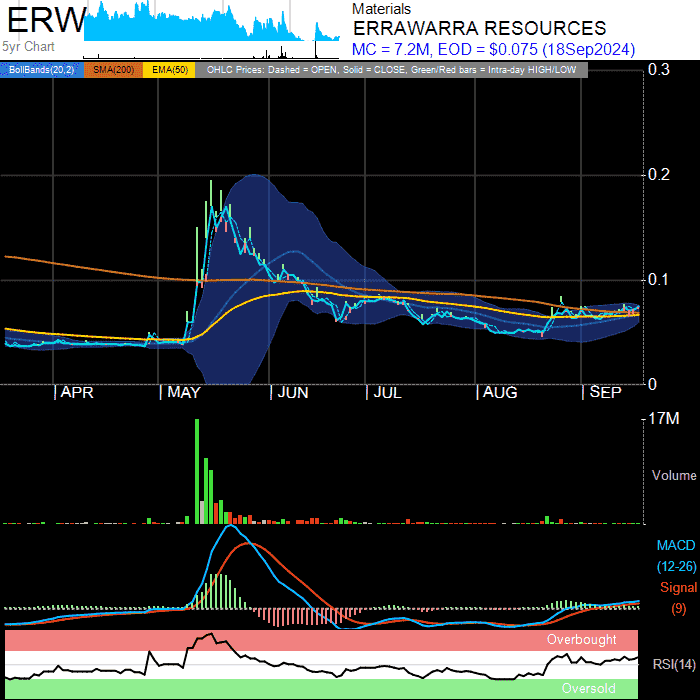 ERW
Materials
ERRAWARRA RESOURCES
5yr Chart
MC = 7.2M, EOD = $0.075 (18Sep2024)
BollBands(20,2) SMA(200) EMA(50) OHLC Prices: Dashed = OPEN, Solid = CLOSE, Green/Red bars = Intra-day HIGH/LOW
0.3
0.2
0.1
0
APR MAY JUN JUL AUG SEP
17M
Volume
MACD
(12-26)
Signal
(9)
Overbought
RSI(14)
Oversold